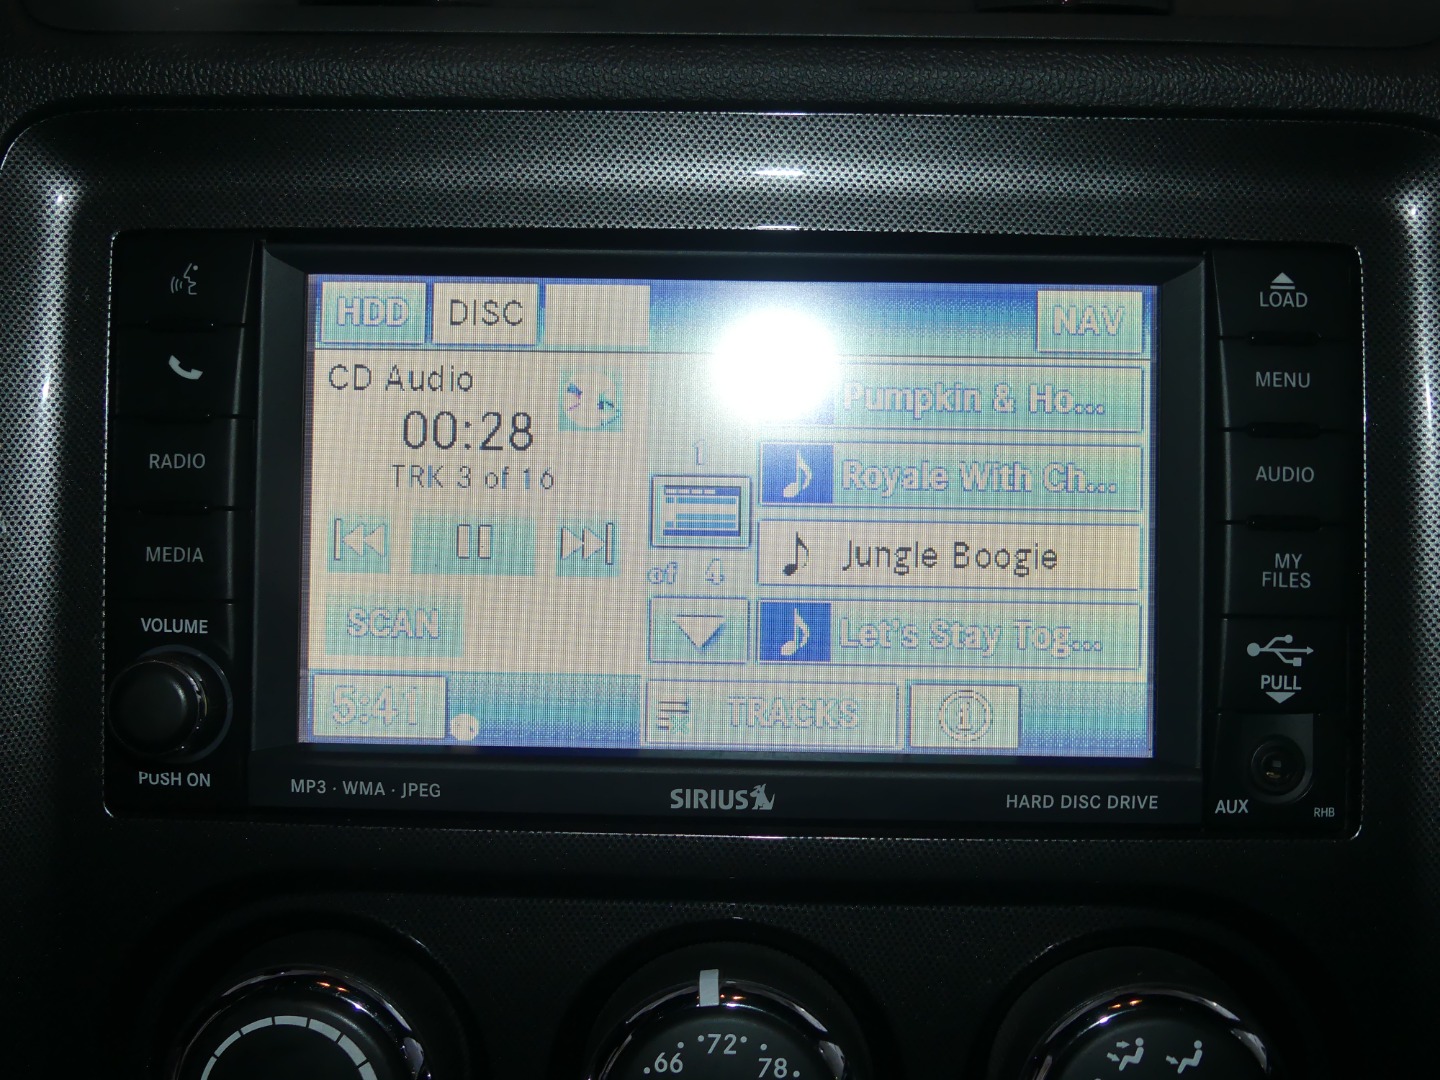 LOAD
HDD DISC NAV
CD Audio
Pumpkin & Ho...
MENU
00:28
1
Royale With Ch...
RADIO
TRK 3 of 16
AUDIO
MEDIA
Jungle Boogie
MY
FILES
of 4
VOLUME
SCAN
Let's Stay Tog...
PULL
5:41
TRACKS
i
PUSH ON
MP3 · WMA · JPEG
SIRIUS
HARD DISC DRIVE
AUX
RHB
66 · 72 · 78